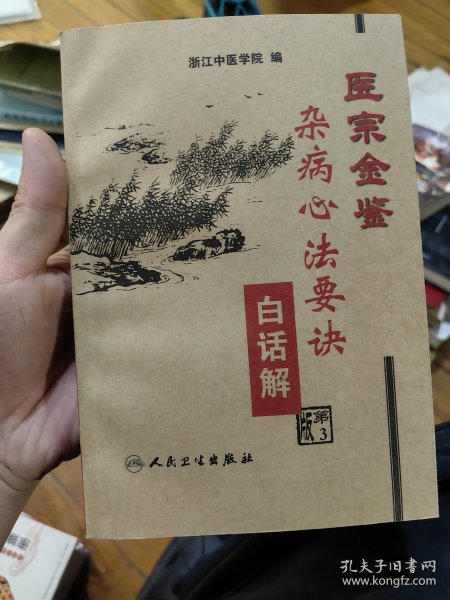 浙江中医学院 编
医宗金鉴
杂病心法要诀
白话解
第3
版
人民卫生出版社
孔夫子旧书网
www.kongfz.com